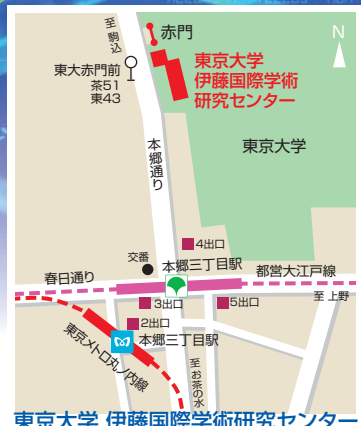 至駒込
赤門
N
東大赤門前
茶51
東43
東京大学
伊藤国際学術
研究センター
東京大学
本郷通り
4出口
交番
本郷三丁目駅
都営大江戸線
春日通り
3出口
5出口
至上野
2出口
本郷三丁目駅
東京メトロ丸ノ内線
至お茶の水
東京大学 伊藤国際学術研究センター